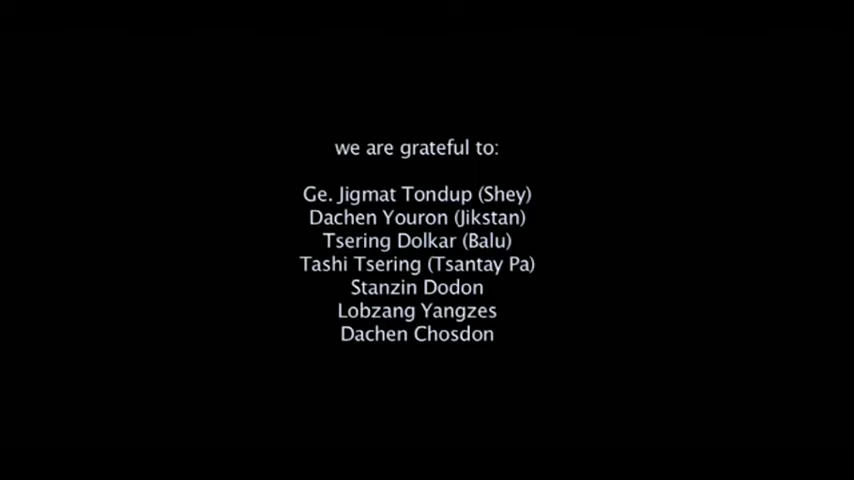 we are grateful to:
Ge. Jigmat Tondup (Shey)
Dachen Youron (Jikstan)
Tsering Dolkar (Balu)
Tashi Tsering (Tsantay Pa)
Stanzin Dodon
Lobzang Yangzes
Dachen Chosdon